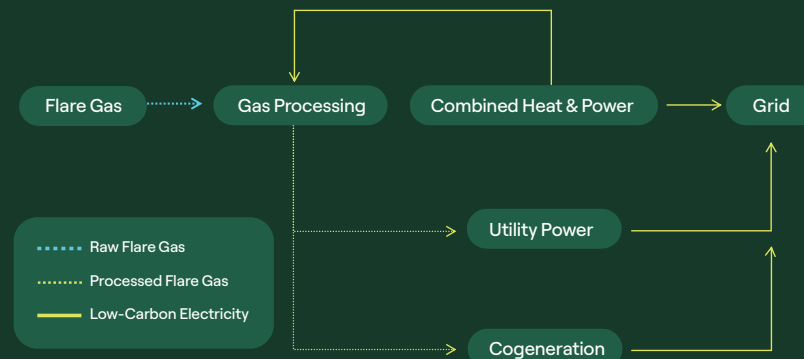 Flare Gas
Gas Processing
Combined Heat & Power
Grid
Utility Power
Cogeneration
Raw Flare Gas
Processed Flare Gas
Low-Carbon Electricity